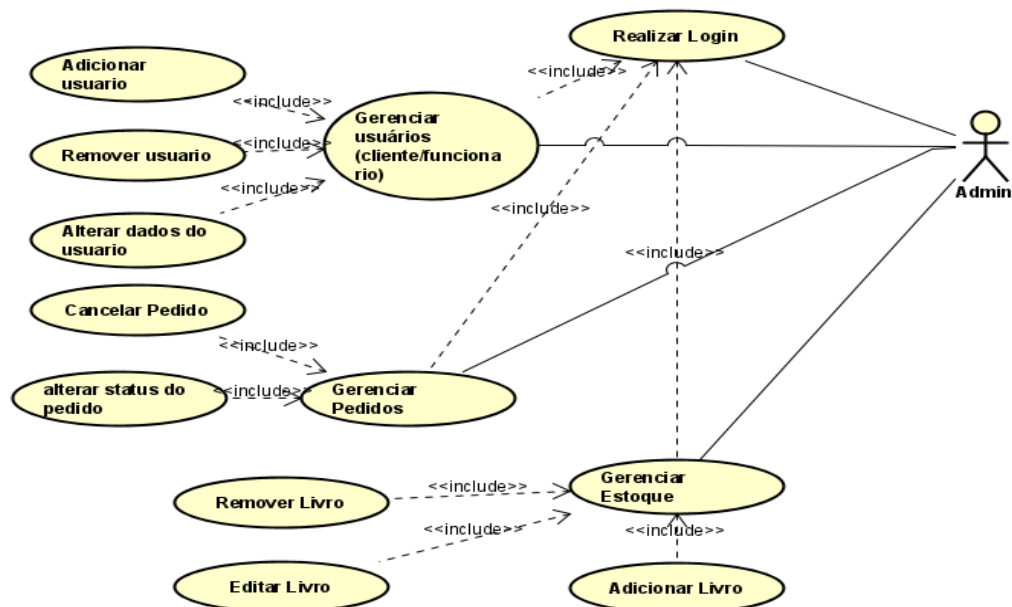 Realizar Login
Adicionar
usuario
<<include>>
<<include>>
Gerenciar
usuários
(cliente/funciona
rio)
Remover usuario
<<include>>
Admin
<<include>>
<<include>>
Alterar dados do
usuario
<<include>>
Cancelar Pedido
<<include>>
alterar status do
pedido
<<include>>
Gerenciar
Pedidos
Gerenciar
Estoque
<<include>>
Remover Livro
<<include>>
<<include>>
Editar Livro
Adicionar Livro